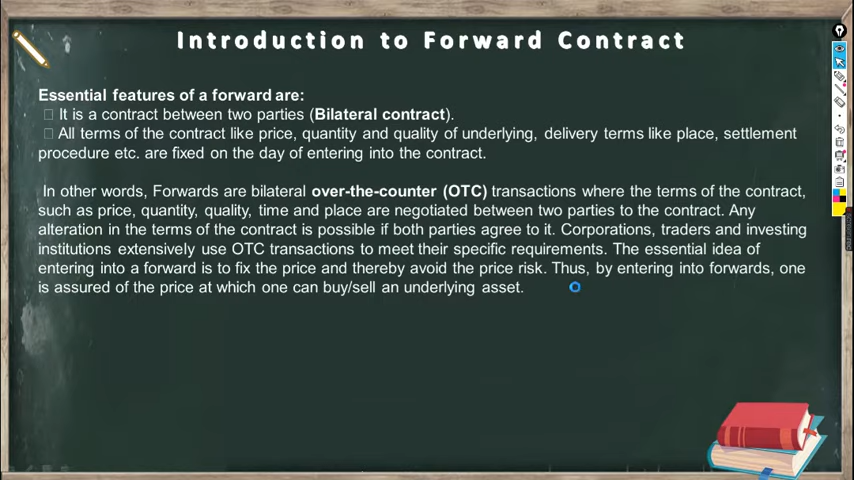 Introduction to Forward Contract
Essential features of a forward are:
It is a contract between two parties (Bilateral contract).
All terms of the contract like price, quantity and quality of underlying, delivery terms like place, settlement
procedure etc. are fixed on the day of entering into the contract.
In other words, Forwards are bilateral over-the-counter (OTC) transactions where the terms of the contract,
such as price, quantity, quality, time and place are negotiated between two parties to the contract. Any
alteration in the terms of the contract is possible if both parties agree to it. Corporations, traders and investing
institutions extensively use OTC transactions to meet their specific requirements. The essential idea of
entering into a forward is to fix the price and thereby avoid the price risk. Thus, by entering into forwards, one
is assured of the price at which one can buy/sell an underlying asset.